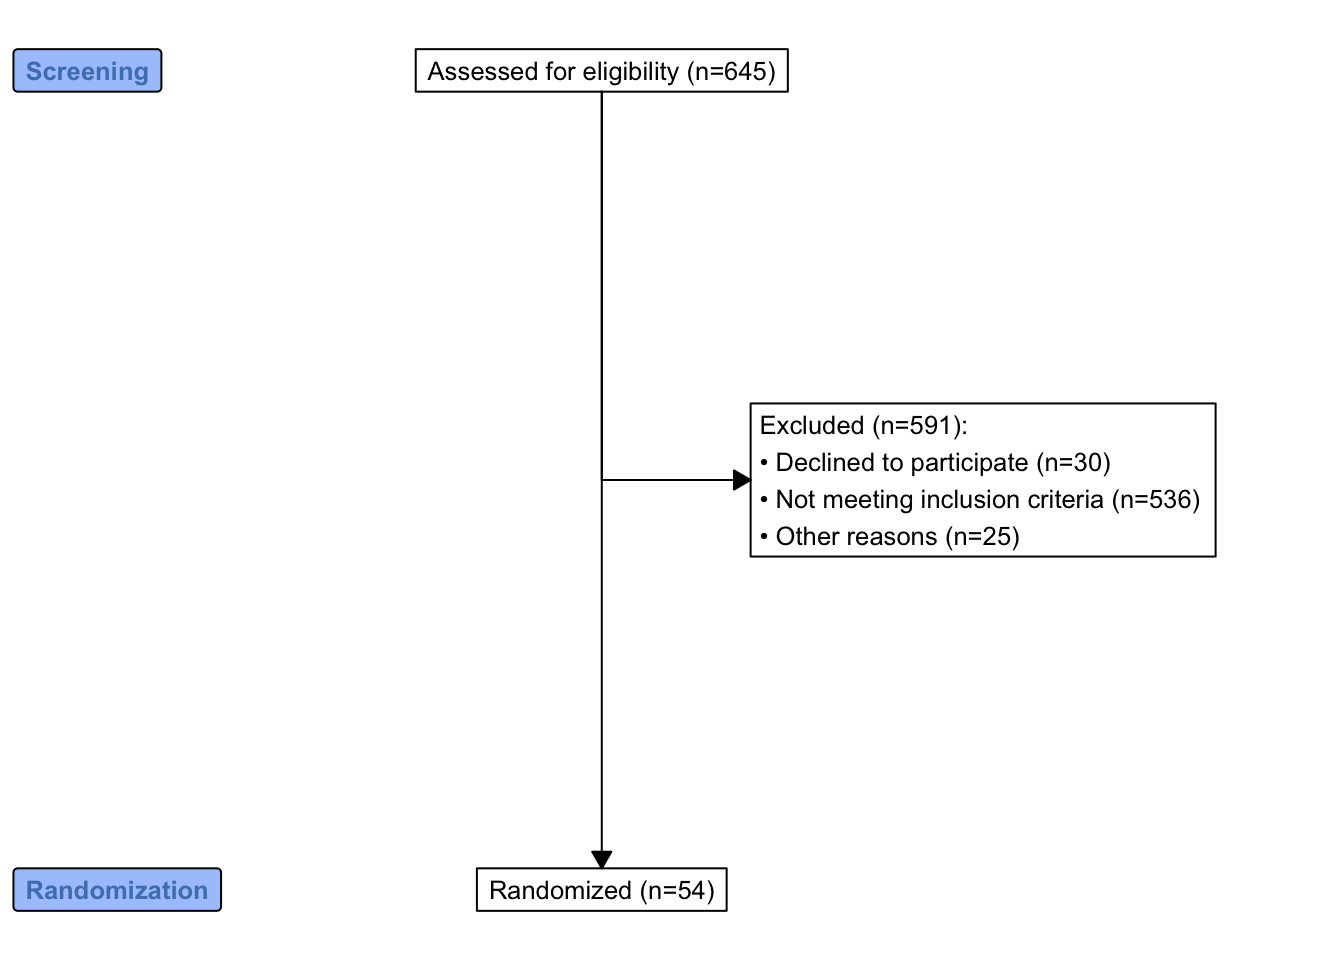 Screening
Assessed for eligibility (n=645)
Excluded (n=591):
• Declined to participate (n=30)
• Not meeting inclusion criteria (n=536)
• Other reasons (n=25)
Randomization
Randomized (n=54)